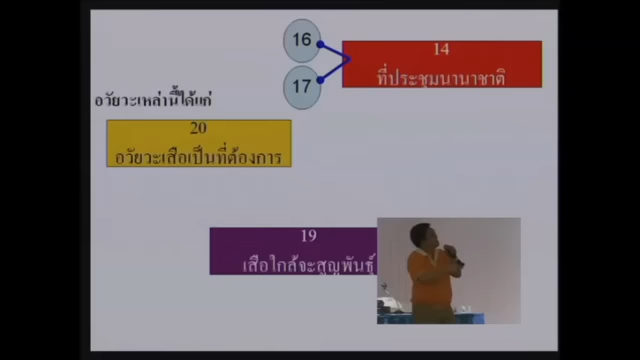 16
14
ที่ประชุมนานาชาติ
17
อวัยวะเหล่านี้ได้แก่
20
อวัยวะเสือเป็นที่ต้องการ
19
เสือใกล้จะสูญพันธุ์